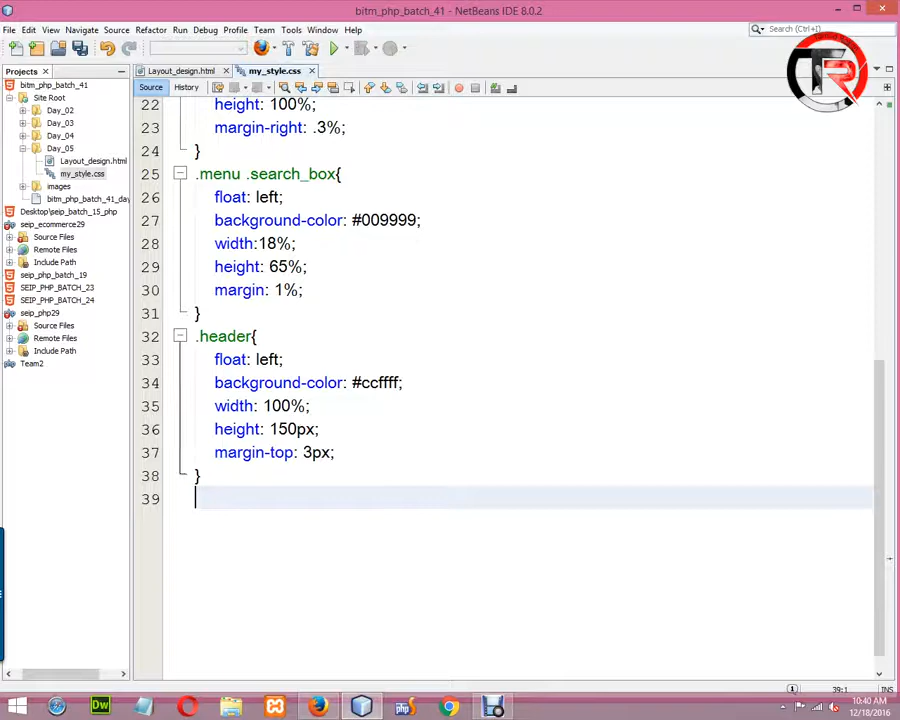 bitm_php_batch_41 - NetBeans IDE 8.0.2
File Edit View Navigate Source Refactor Run Debug Profile Team Tools Window Help
Search (Ctrl+I)
Projects
Layout_design.html
my_style.css
TR
bitm_php_batch_41
Source
History
Site Root
Day_02
Day_03
Day_04
Day_05
Layout_design.html
my_style.css
images
bitm_php_batch_41_da
Desktop\seip_batch_15_php
seip_ecommerce29
Source Files
Remote Files
Include Path
seip_php_batch_19
SEIP_PHP_BATCH_23
SEIP_PHP_BATCH_24
seip_php29
Source Files
Remote Files
Include Path
Team2
22 height: 100%;
23 margin-right: .3%;
24 }
25 .menu .search_box{
26 float: left;
27 background-color: #009999;
28 width:18%;
29 height: 65%;
30 margin: 1%;
31 }
32 .header{
33 float: left;
34 background-color: #ccffff;
35 width: 100%;
36 height: 150px;
37 margin-top: 3px;
38 }
39
1
39:1
INS
Dw
php
10:40 AM
12/18/2016